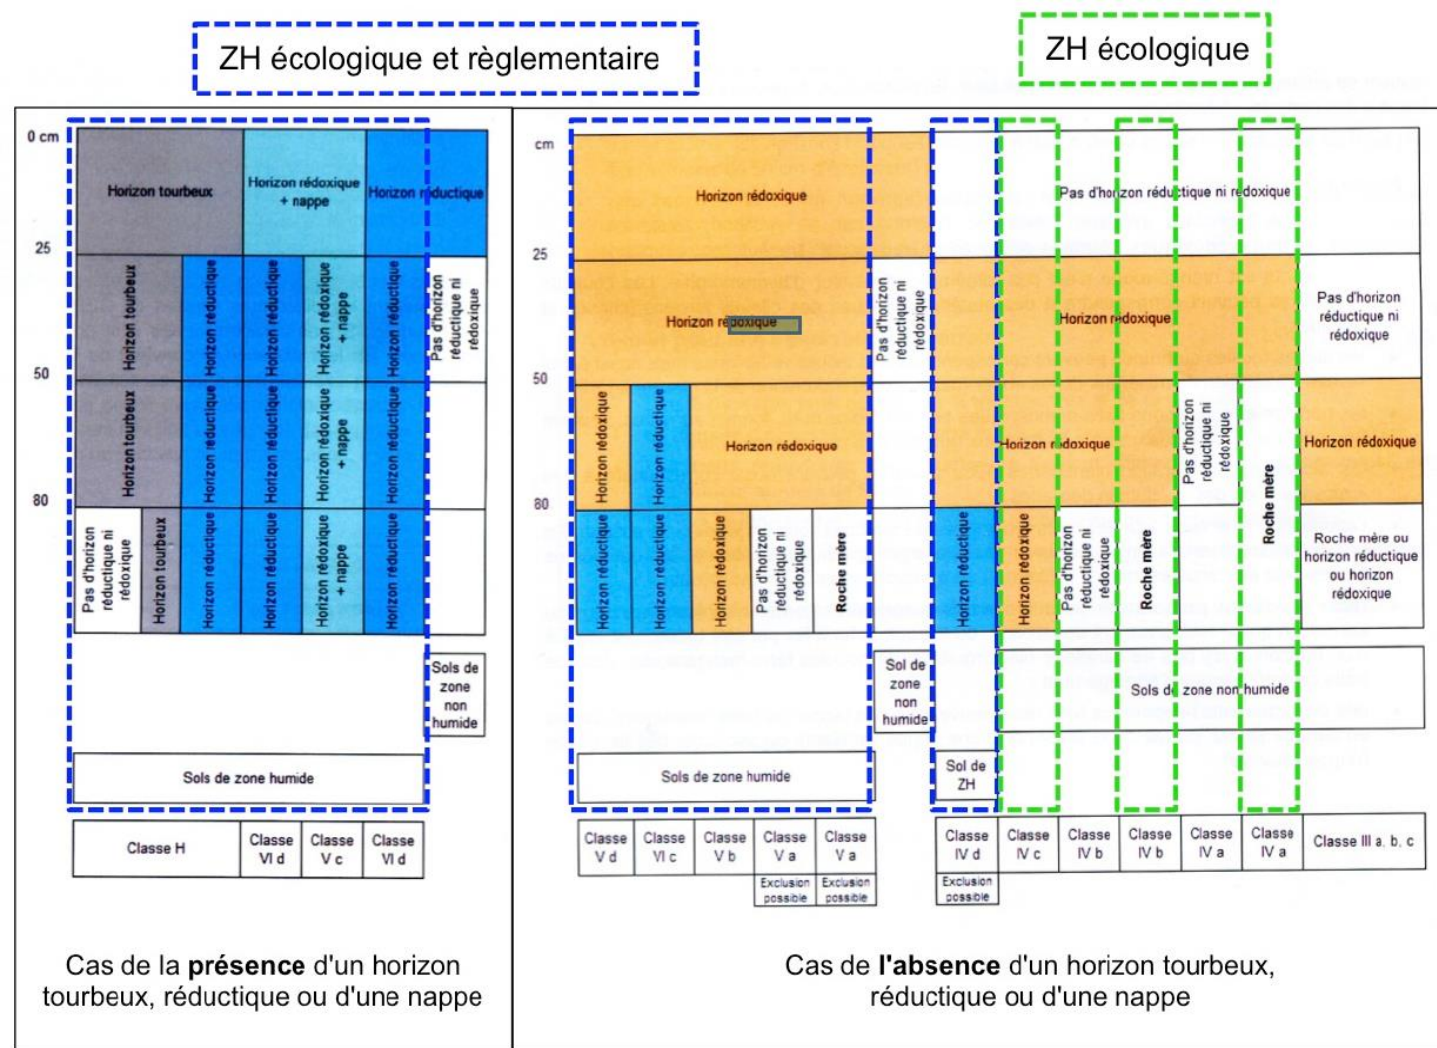 ZH écologique et règlementaire
ZH écologique
0 cm
25
50
80
Horizon tourbeux
Horizon rédoxique
+ nappe
Horizon réductique
Horizon tourbeux
Horizon réductique
Horizon réductique
Horizon rédoxique
+ nappe
Horizon réductique
Pas d'horizon
réductique ni
rédoxique
Horizon tourbeux
Horizon réductique
Horizon réductique
Horizon rédoxique
+ nappe
Horizon réductique
Pas d'horizon
réductique ni
rédoxique
Horizon tourbeux
Horizon réductique
Horizon réductique
Horizon rédoxique
+ nappe
Horizon réductique
Sols de
zone
non
humide
Sols de zone humide
Classe H
Classe
VI d
Classe
V c
Classe
VI d
Cas de la présence d'un horizon
tourbeux, réductique ou d'une nappe
cm
25
50
80
Horizon rédoxique
Pas d'horizon réductique ni redoxique
Horizon rédoxique
Pas d'horizon
réductique ni
rédoxique
Horizon rédoxique
Pas d'horizon
réductique ni
rédoxique
Horizon rédoxique
Horizon réductique
Horizon rédoxique
Horizon rédoxique
Pas d'horizon
réductique ni
rédoxique
Roche mère
Horizon rédoxique
Horizon réductique
Horizon réductique
Horizon rédoxique
Pas d'horizon
réductique ni
rédoxique
Roche mère
Horizon réductique
Horizon rédoxique
Pas d'horizon
réductique ni
rédoxique
Roche mère
Roche mère ou
horizon réductique
ou horizon
rédoxique
Sol de
zone
non
humide
Sols de zone non humide
Sols de zone humide
Sol de
ZH
Classe
V d
Classe
VI c
Classe
V b
Classe
V a
Classe
V a
Classe
IV d
Classe
IV c
Classe
IV b
Classe
IV b
Classe
IV a
Classe
IV a
Classe III a, b, c
Exclusion
possible
Exclusion
possible
Exclusion
possible
Cas de l'absence d'un horizon tourbeux,
réductique ou d'une nappe